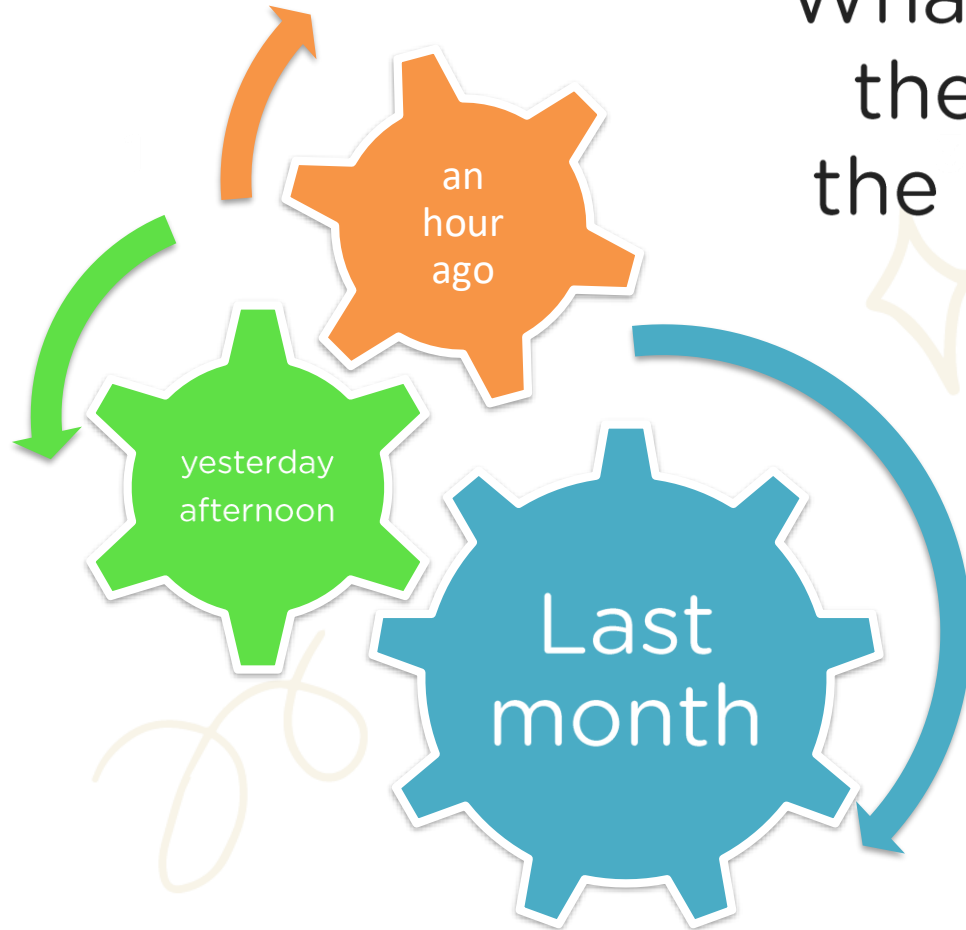 the
the
an
hour
ago
yesterday
afternoon
Last
month